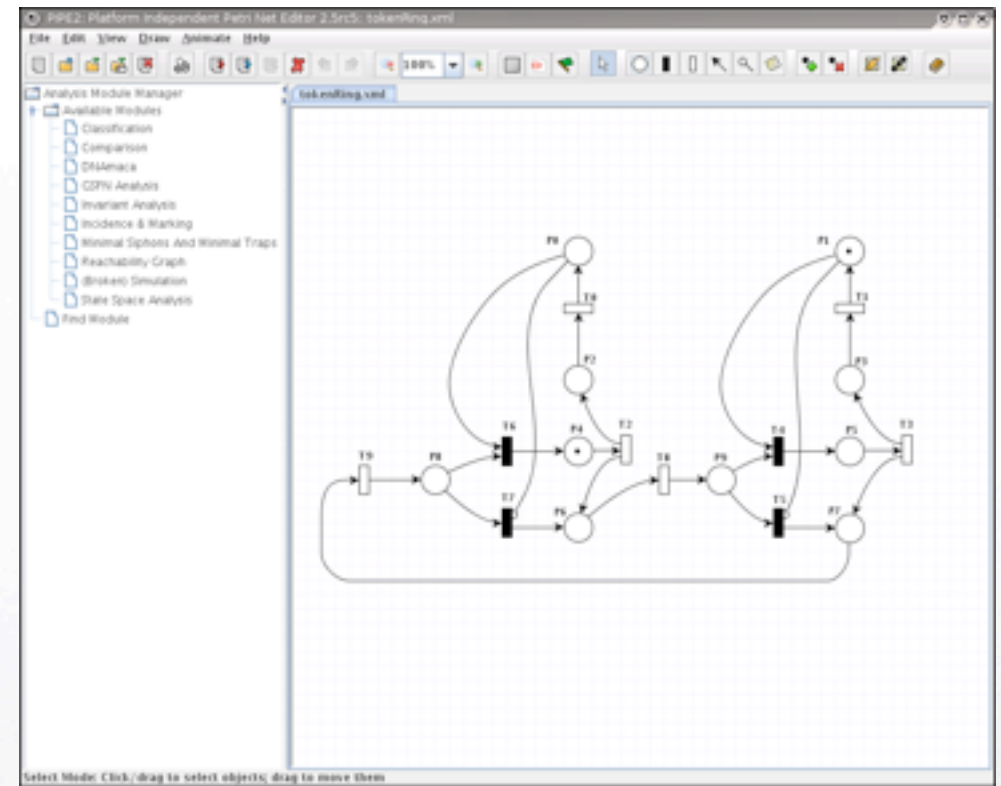 PIPE2: Platform Independent Petri Net Editor 2.5rc5: tokenRing.xml
File Edit View Draw Animate Help
100%
Analysis Module Manager
Available Modules
Classification
Comparison
DNAmaca
GSPN Analysis
Invariant Analysis
Incidence & Marking
Minimal Siphons And Minimal Traps
Reachability Graph
(Broken) Simulation
State Space Analysis
Find Module
tokenRing.xml
P0 P1
T0 T1
P2 P3
T6 P4 T2 T4 P5 T3
T9 P8 T8 P9
T7 P6 T5 P7
Select Mode: Click/drag to select objects; drag to move them